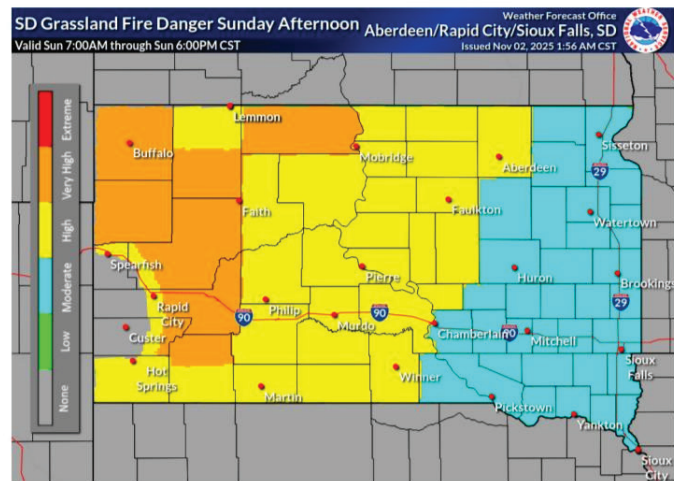 SD Grassland Fire Danger Sunday Afternoon
Valid Sun 7:00AM through Sun 6:00PM CST
Weather Forecast Office
Aberdeen/Rapid City/Sioux Falls, SD
Issued Nov 02, 2025 1:56 AM CST
Extreme
Very High
High
Moderate
Low
None
Lemmon
Buffalo
Mobridge
Sisseton
Aberdeen
29
Faith
Faulkton
Watertown
Spearfish
Pierre
Huron
Brookings
Rapid City
Philip
29
90
Murdo
90
Chamberlain
90
Mitchell
Custer
Sioux Falls
Hot Springs
Winner
Martin
Pickstown
Yankton
Sioux City